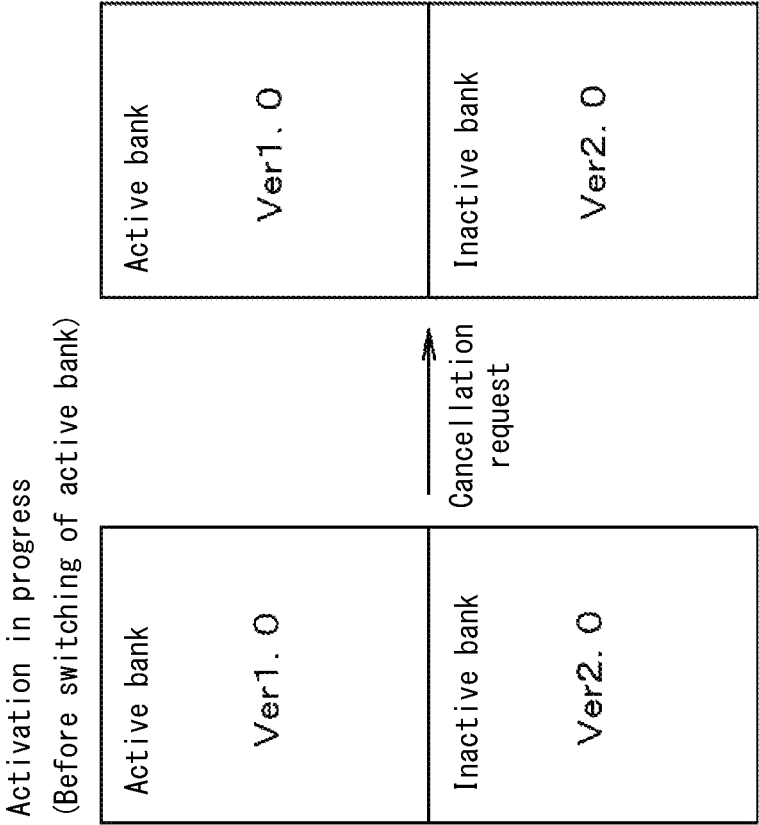 Activation in progress
(Before switching of active bank)
Active bank
Ver1.0
Inactive bank
Ver2.0
Cancellation
request
Active bank
Ver1.0
Inactive bank
Ver2.0